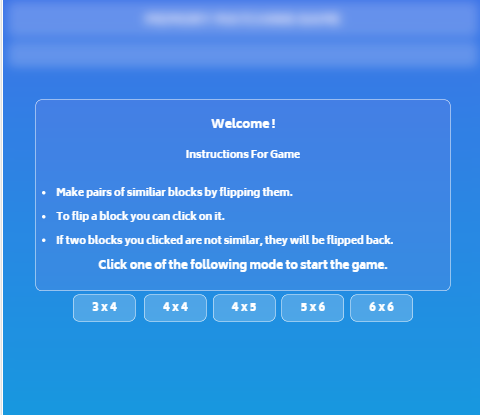 Welcome !
Instructions For Game
Make pairs of similiar blocks by flipping them.
To flip a block you can click on it.
If two blocks you clicked are not similar, they will be flipped back.
Click one of the following mode to start the game.
3 x 4 4 x 4 4 x 5 5 x 6 6 x 6